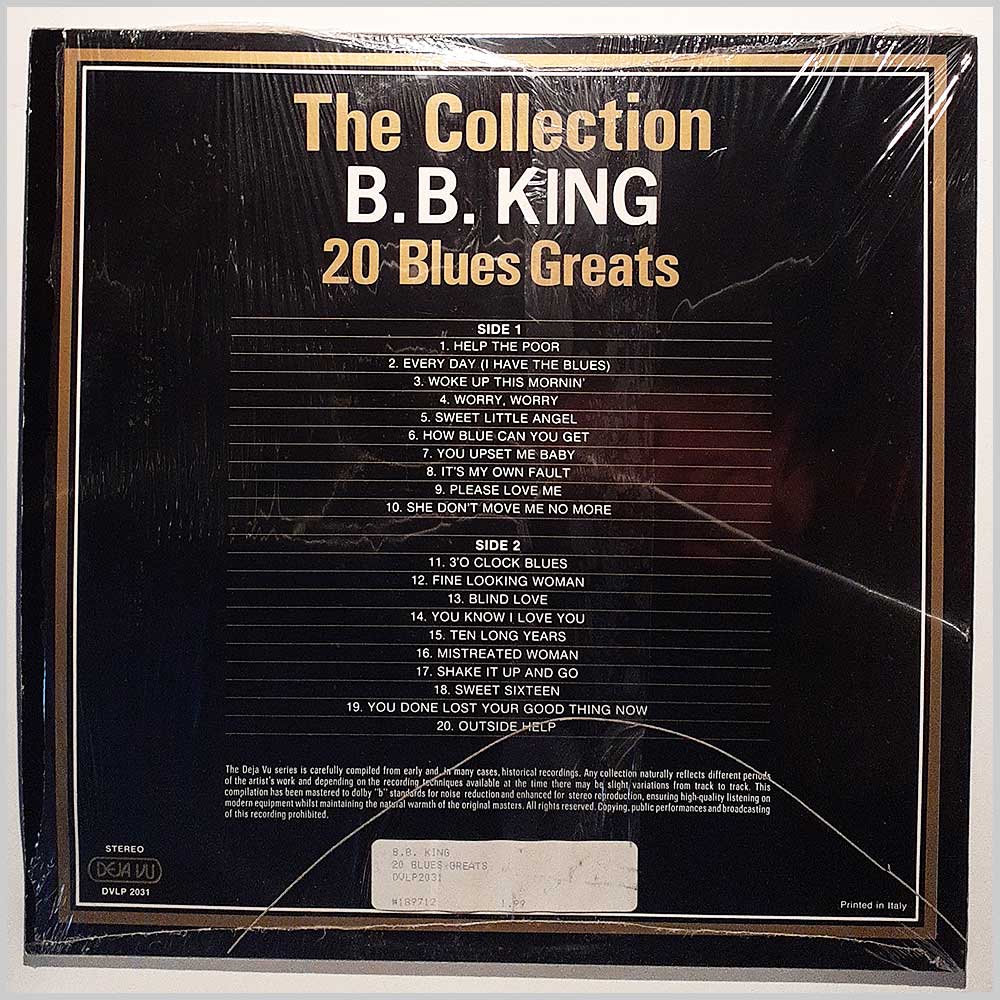 The Collection
B.B. KING
20 Blues Greats
SIDE 1
1. HELP THE POOR
2. EVERY DAY (I HAVE THE BLUES)
3. WOKE UP THIS MORNIN'
4. WORRY, WORRY
5. SWEET LITTLE ANGEL
6. HOW BLUE CAN YOU GET
7. YOU UPSET ME BABY
8. IT'S MY OWN FAULT
9. PLEASE LOVE ME
10. SHE DON'T MOVE ME NO MORE
SIDE 2
11. 3'O CLOCK BLUES
12. FINE LOOKING WOMAN
13. BLIND LOVE
14. YOU KNOW I LOVE YOU
15. TEN LONG YEARS
16. MISTREATED WOMAN
17. SHAKE IT UP AND GO
18. SWEET SIXTEEN
19. YOU DONE LOST YOUR GOOD THING NOW
20. OUTSIDE HELP
The Deja Vu series is carefully compiled from early and, in many cases, historical recordings. Any collection naturally reflects different periods
of the artist's work and depending on the recording techniques available at the time there may be slight variations from track to track. This
compilation has been mastered to dolby "b" standards for noise reduction and enhanced for stereo reproduction, ensuring high-quality listening on
modern equipment whilst maintaining the natural warmth of the original masters. All rights reserved. Copying, public performances and broadcasting
of this recording prohibited.
STEREO
DEJA VU
DVLP 2031
B.B. KING
20 BLUES GREATS
DVLP2031
#189712 1.99
Printed in Italy